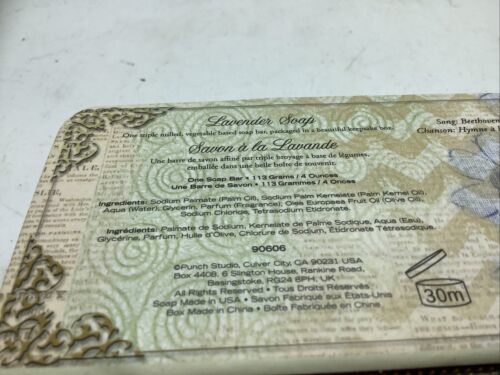 Lavender Soap
One triple milled, vegetable based soap bar, packaged in a beautiful keepsake box.
Savon à la Lavande
Une barre de savon affiné par triple broyage à base de légumes,
emballée dans une belle boîte de souvenir.
One Soap Bar • 113 Grams / 4 Ounces
Une Barre de Savon • 113 Grammes / 4 Onces
Ingredients: Sodium Palmate (Palm Oil), Sodium Palm Kernelate (Palm Kernel Oil),
Aqua (Water), Glycerin, Parfum (Fragrance), Olea Europaea Fruit Oil (Olive Oil),
Sodium Chloride, Tetrasodium Etidronate.
Ingrédients: Palmate de Sodium, Kernelate de Palme Sodique, Aqua (Eau),
Glycérine, Parfum, Huile d'Olive, Chlorure de Sodium, Étidronate Tétrasodique.
90606
©Punch Studio, Culver City, CA 90231 USA
Box 4408, 6 Slington House, Rankine Road,
Basingstoke, RG24 8PH, UK
All Rights Reserved • Tous Droits Réservés
Soap Made in USA • Savon Fabriqué aux États-Unis
Box Made in China • Boîte Fabriquée en Chine
Song: Beethoven
Chanson: Hymne à
30m